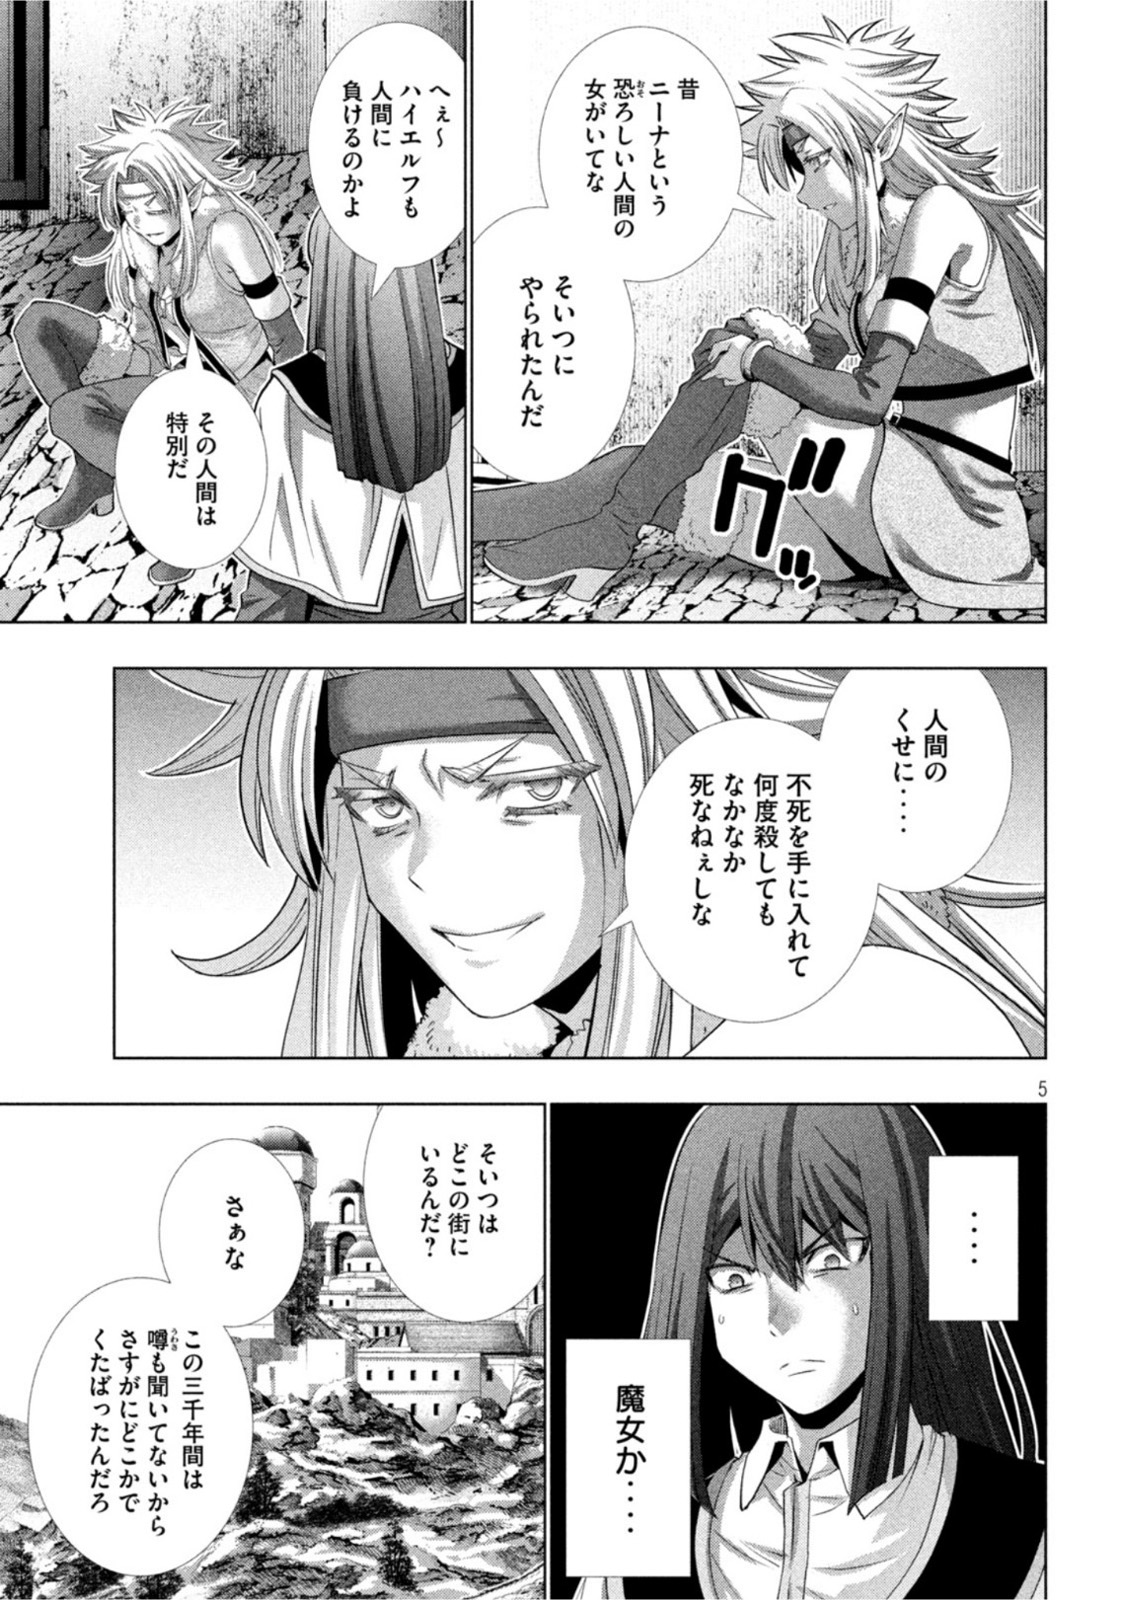 昔
ニーナという
恐ろしい人間の
女がいてな
おそ
そいつに
やられたんだ
グッ
へぇ～
ハイエルフも
人間に
負けるのかよ
その人間は
特別だ
人間の
くせに‥‥
不死を手に入れて
何度殺しても
なかなか
死なねぇしな
5
‥‥
魔女か‥‥
そいつは
どこの街に
いるんだ？
さぁな
この三千年間は
噂も聞いてないから
うわさ
さすがにどこかで
くたばったんだろ